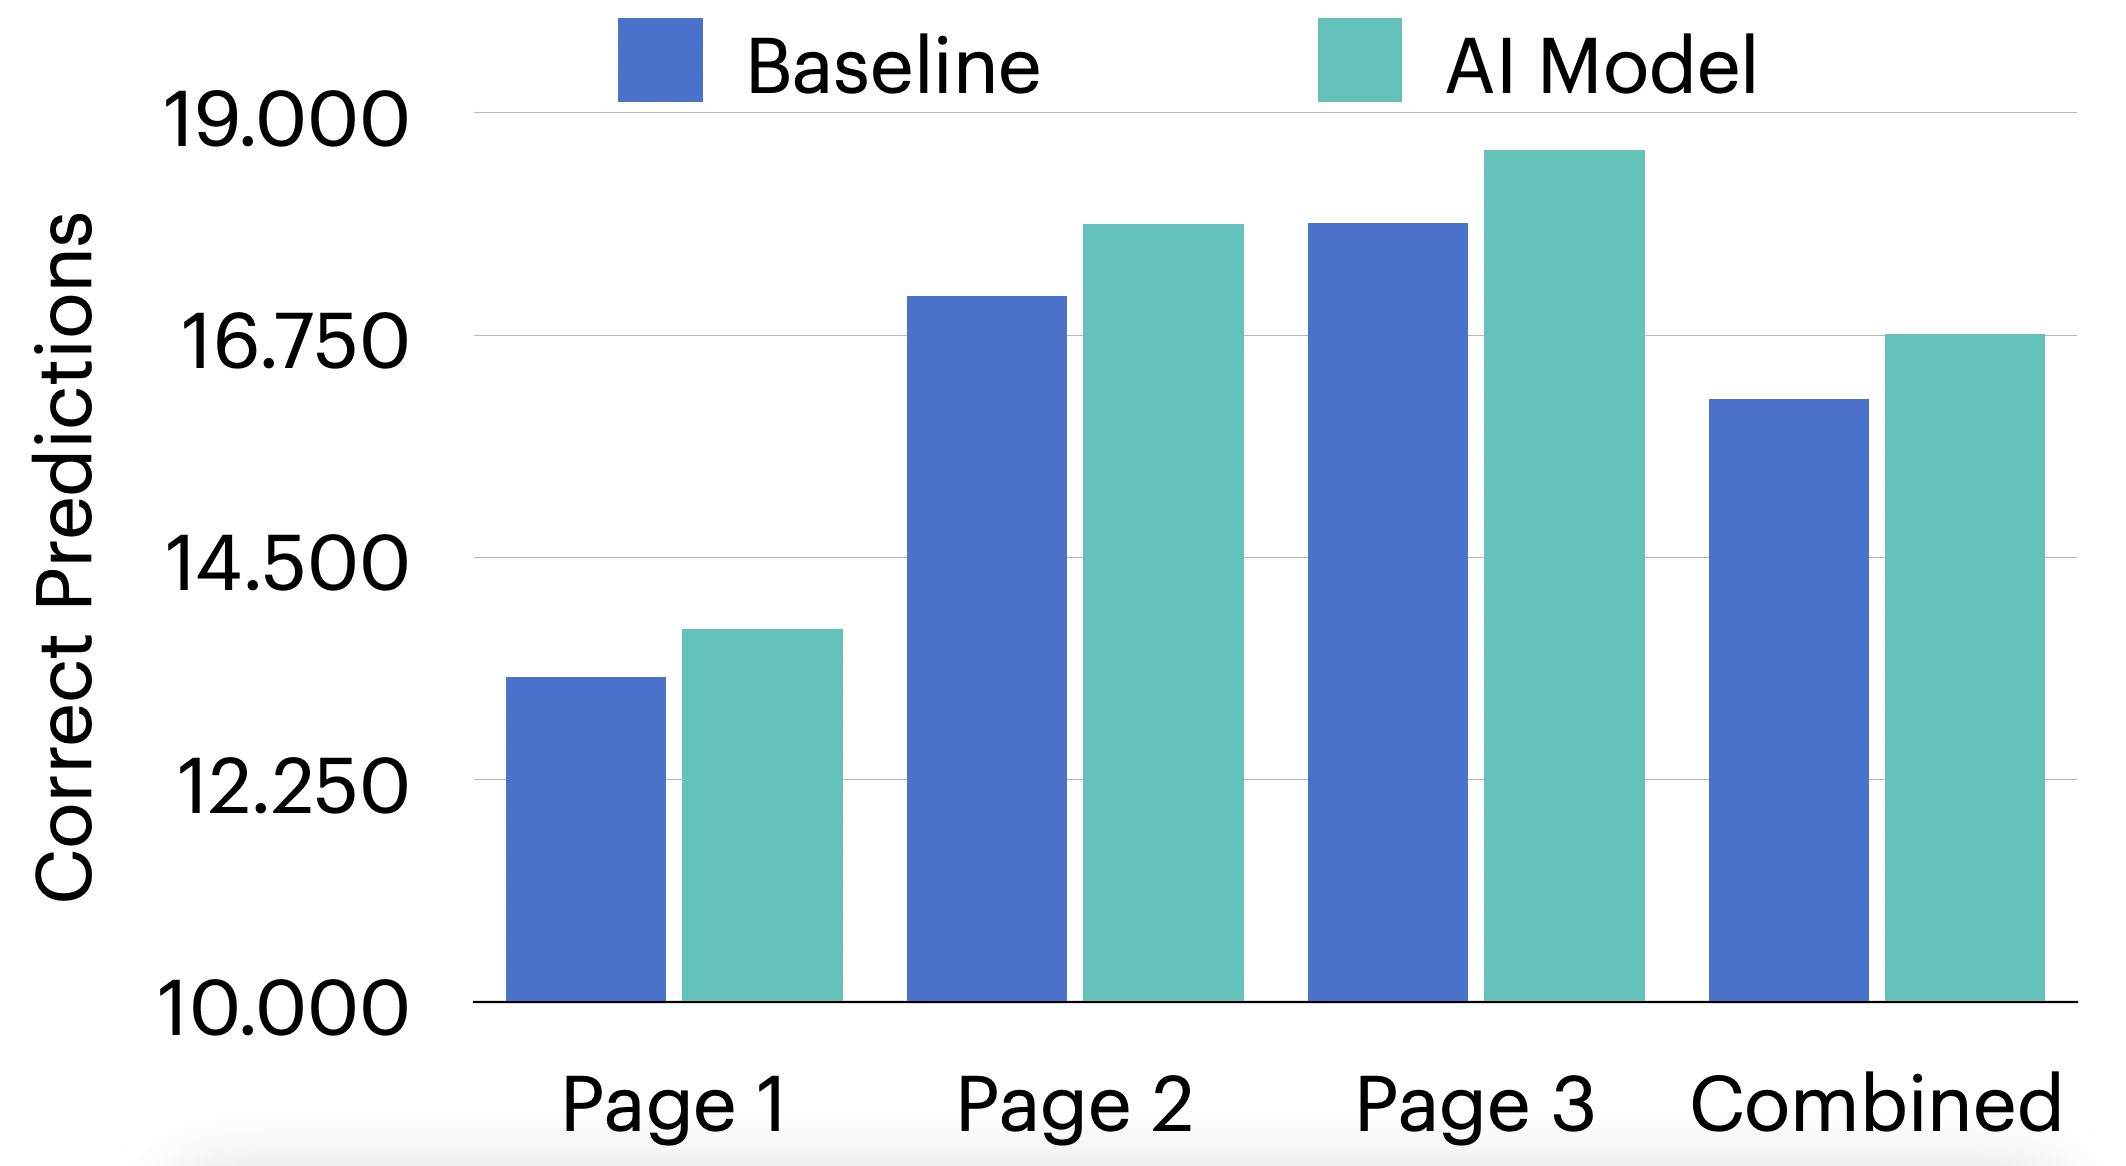 Baseline
AI Model
19.000
16.750
14.500
12.250
10.000
Correct Predictions
Page 1
Page 2
Page 3
Combined